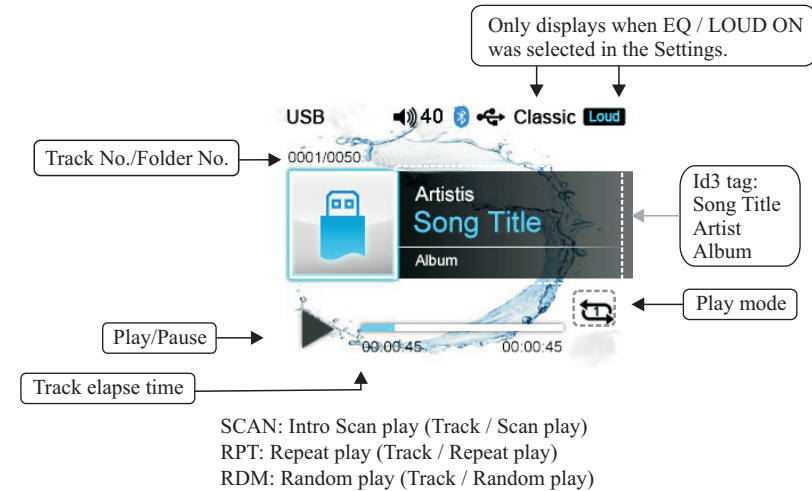 Only displays when EQ / LOUD ON
was selected in the Settings.
USB 40 Classic Loud
Track No./Folder No.
0001/0050
Artistis
Song Title
Album
Id3 tag:
Song Title
Artist
Album
1
Play mode
Play/Pause
00:00:45 00:00:45
Track elapse time
SCAN: Intro Scan play (Track / Scan play)
RPT: Repeat play (Track / Repeat play)
RDM: Random play (Track / Random play)